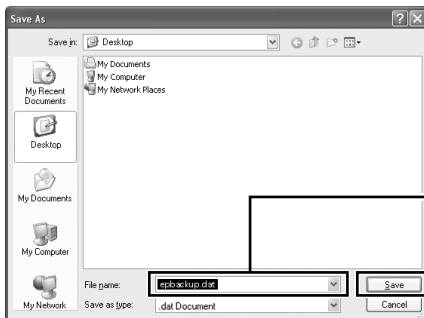 Save As
Save in: Desktop
My Recent Documents
Desktop
My Documents
My Computer
My Network
My Documents
My Computer
My Network Places
File name: epbackup.dat Save
Save as type: .dat Document Cancel